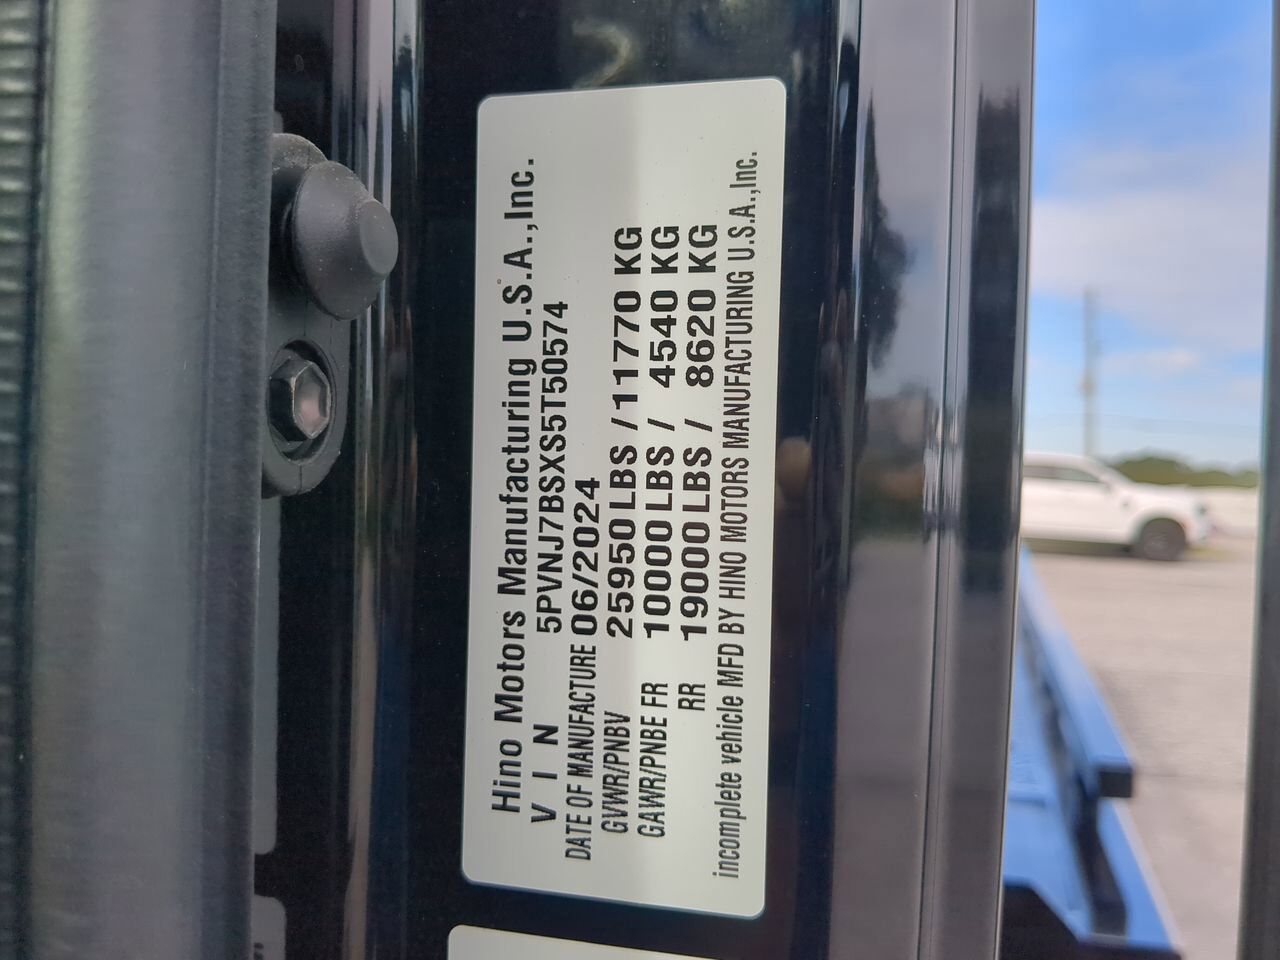 Hino Motors Manufacturing U.S.A.,Inc.
V I N 5PVNJ7BSXS5T50574
DATE OF MANUFACTURE 06/2024
GVWR/PNBV 25950 LBS / 11770 KG
GAWR/PNBE FR 10000 LBS / 4540 KG
RR 19000 LBS / 8620 KG
incomplete vehicle MFD BY HINO MOTORS MANUFACTURING U.S.A.,Inc.